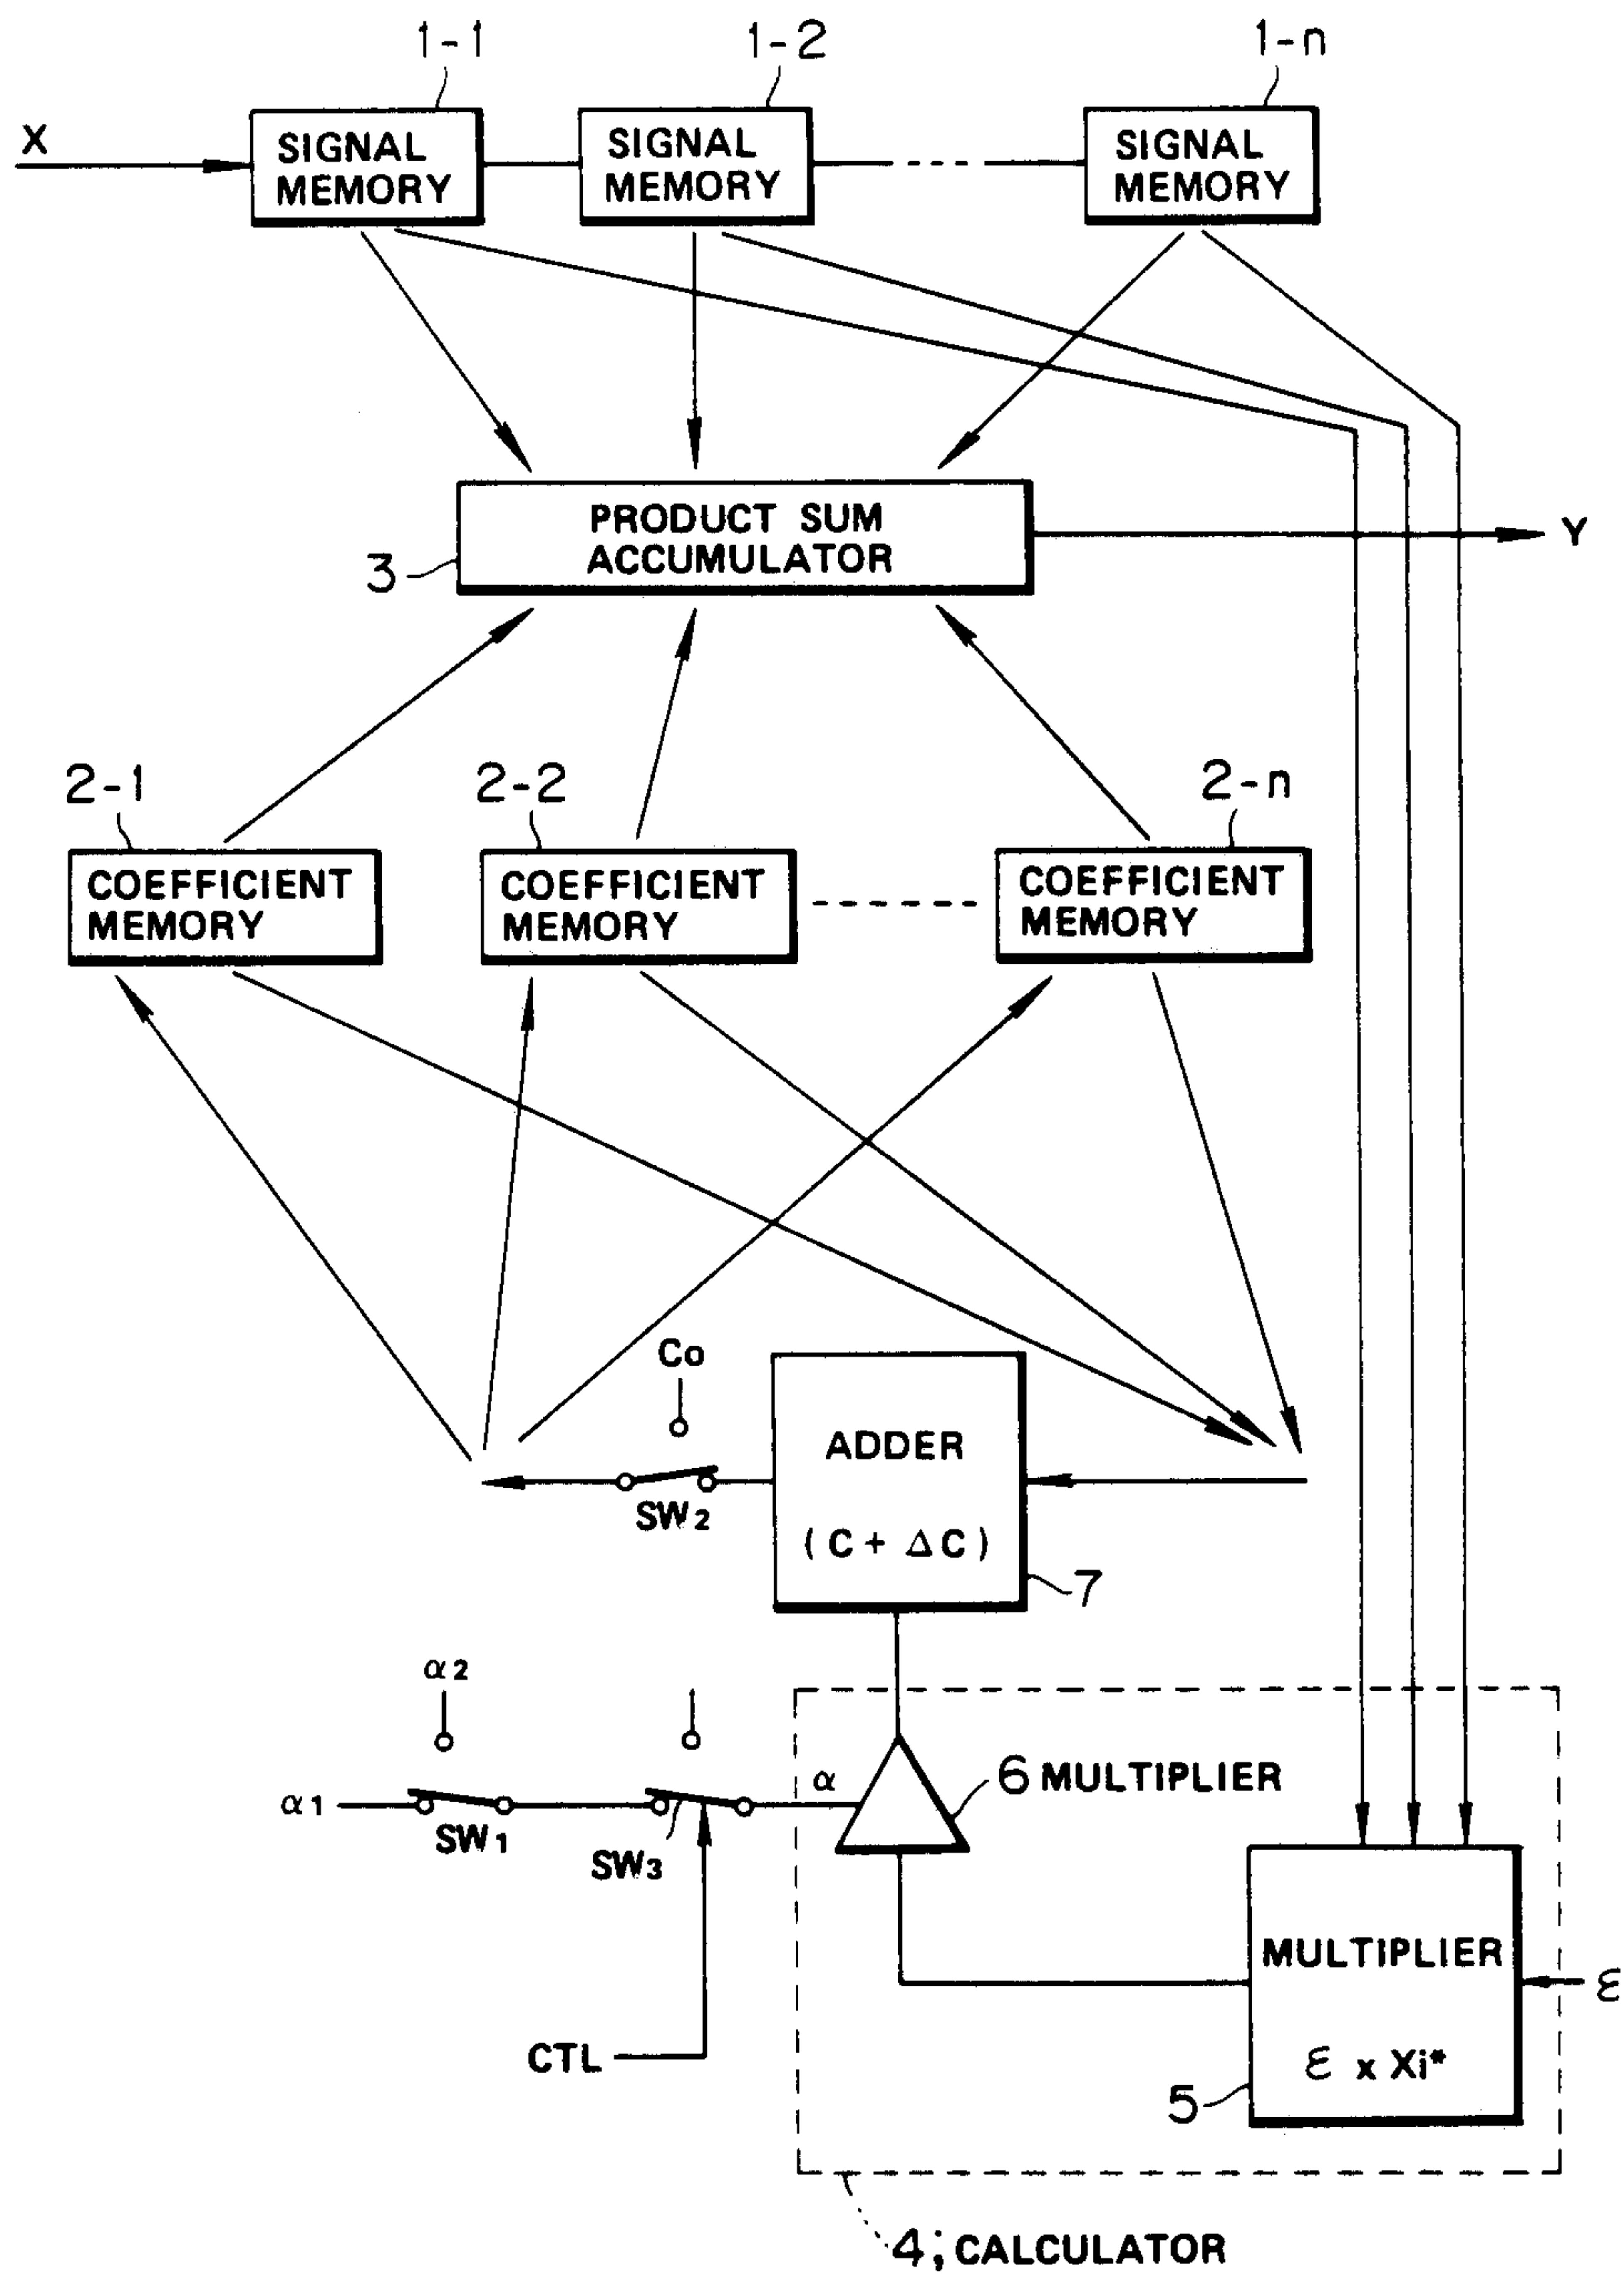 1-1
1-2
1-n
X
SIGNAL
MEMORY
SIGNAL
MEMORY
SIGNAL
MEMORY
PRODUCT SUM
ACCUMULATOR
3
Y
2-1
2-2
2-n
COEFFICIENT
MEMORY
COEFFICIENT
MEMORY
COEFFICIENT
MEMORY
Co
ADDER
(C + ΔC)
SW2
7
α2
α1
SW1
SW3
α
6 MULTIPLIER
CTL
MULTIPLIER
ε x Xi*
ε
5
4; CALCULATOR